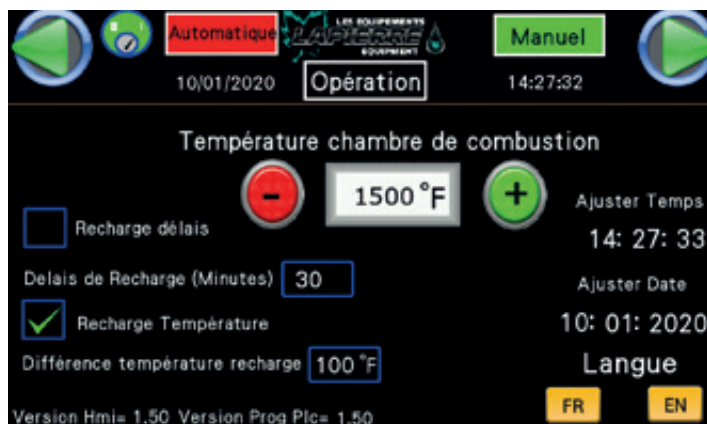 Automatique
LES EQUIPEMENTS
LAPIERRE
EQUIPMENT
Manuel
10/01/2020
Opération
14:27:32
Température chambre de combustion
-
1500 °F
+
Ajuster Temps
Recharge délais
14: 27: 33
Delais de Recharge (Minutes) 30
Ajuster Date
Recharge Température
10: 01: 2020
Différence température recharge 100 °F
Langue
FR
EN
Version Hmi= 1.50 Version Prog Plc= 1.50